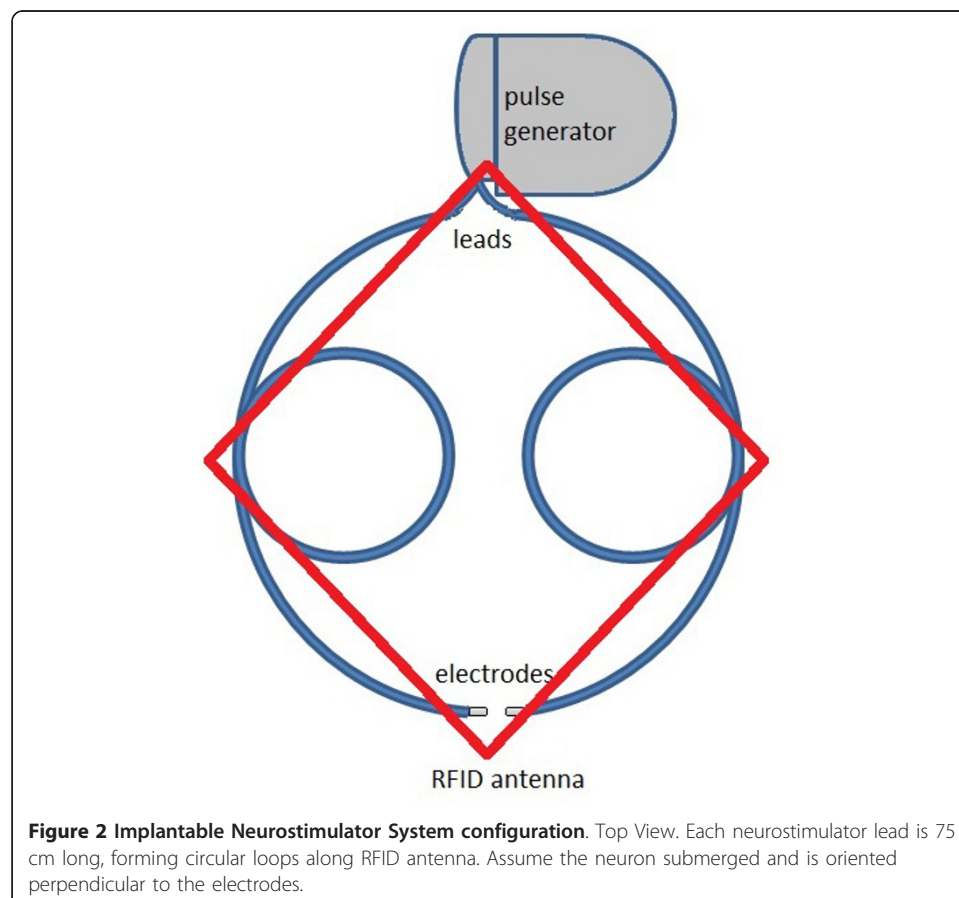 pulse
generator
leads
electrodes
RFID antenna
Figure 2 Implantable Neurostimulator System configuration. Top View. Each neurostimulator lead is 75
cm long, forming circular loops along RFID antenna. Assume the neuron submerged and is oriented
perpendicular to the electrodes.